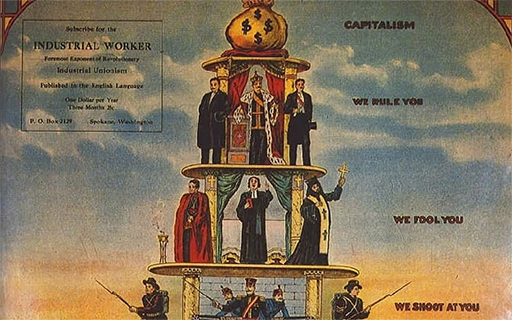 Subscribe for the
INDUSTRIAL WORKER
Foremost Exponent of Revolutionary
Industrial Unionism
Published in the English Language
One Dollar per Year
Three Months 25c
P. O. Box 2129 Spokane, Washington
$ $
$ $
CAPITALISM
WE RULE YOU
WE FOOL YOU
WE SHOOT AT YOU